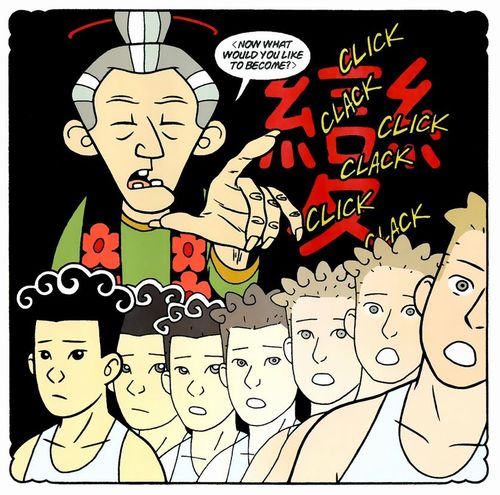 <NOW WHAT
WOULD YOU LIKE
TO BECOME?>
變
CLICK
CLACK
CLICK
CLACK
CLICK
CLACK